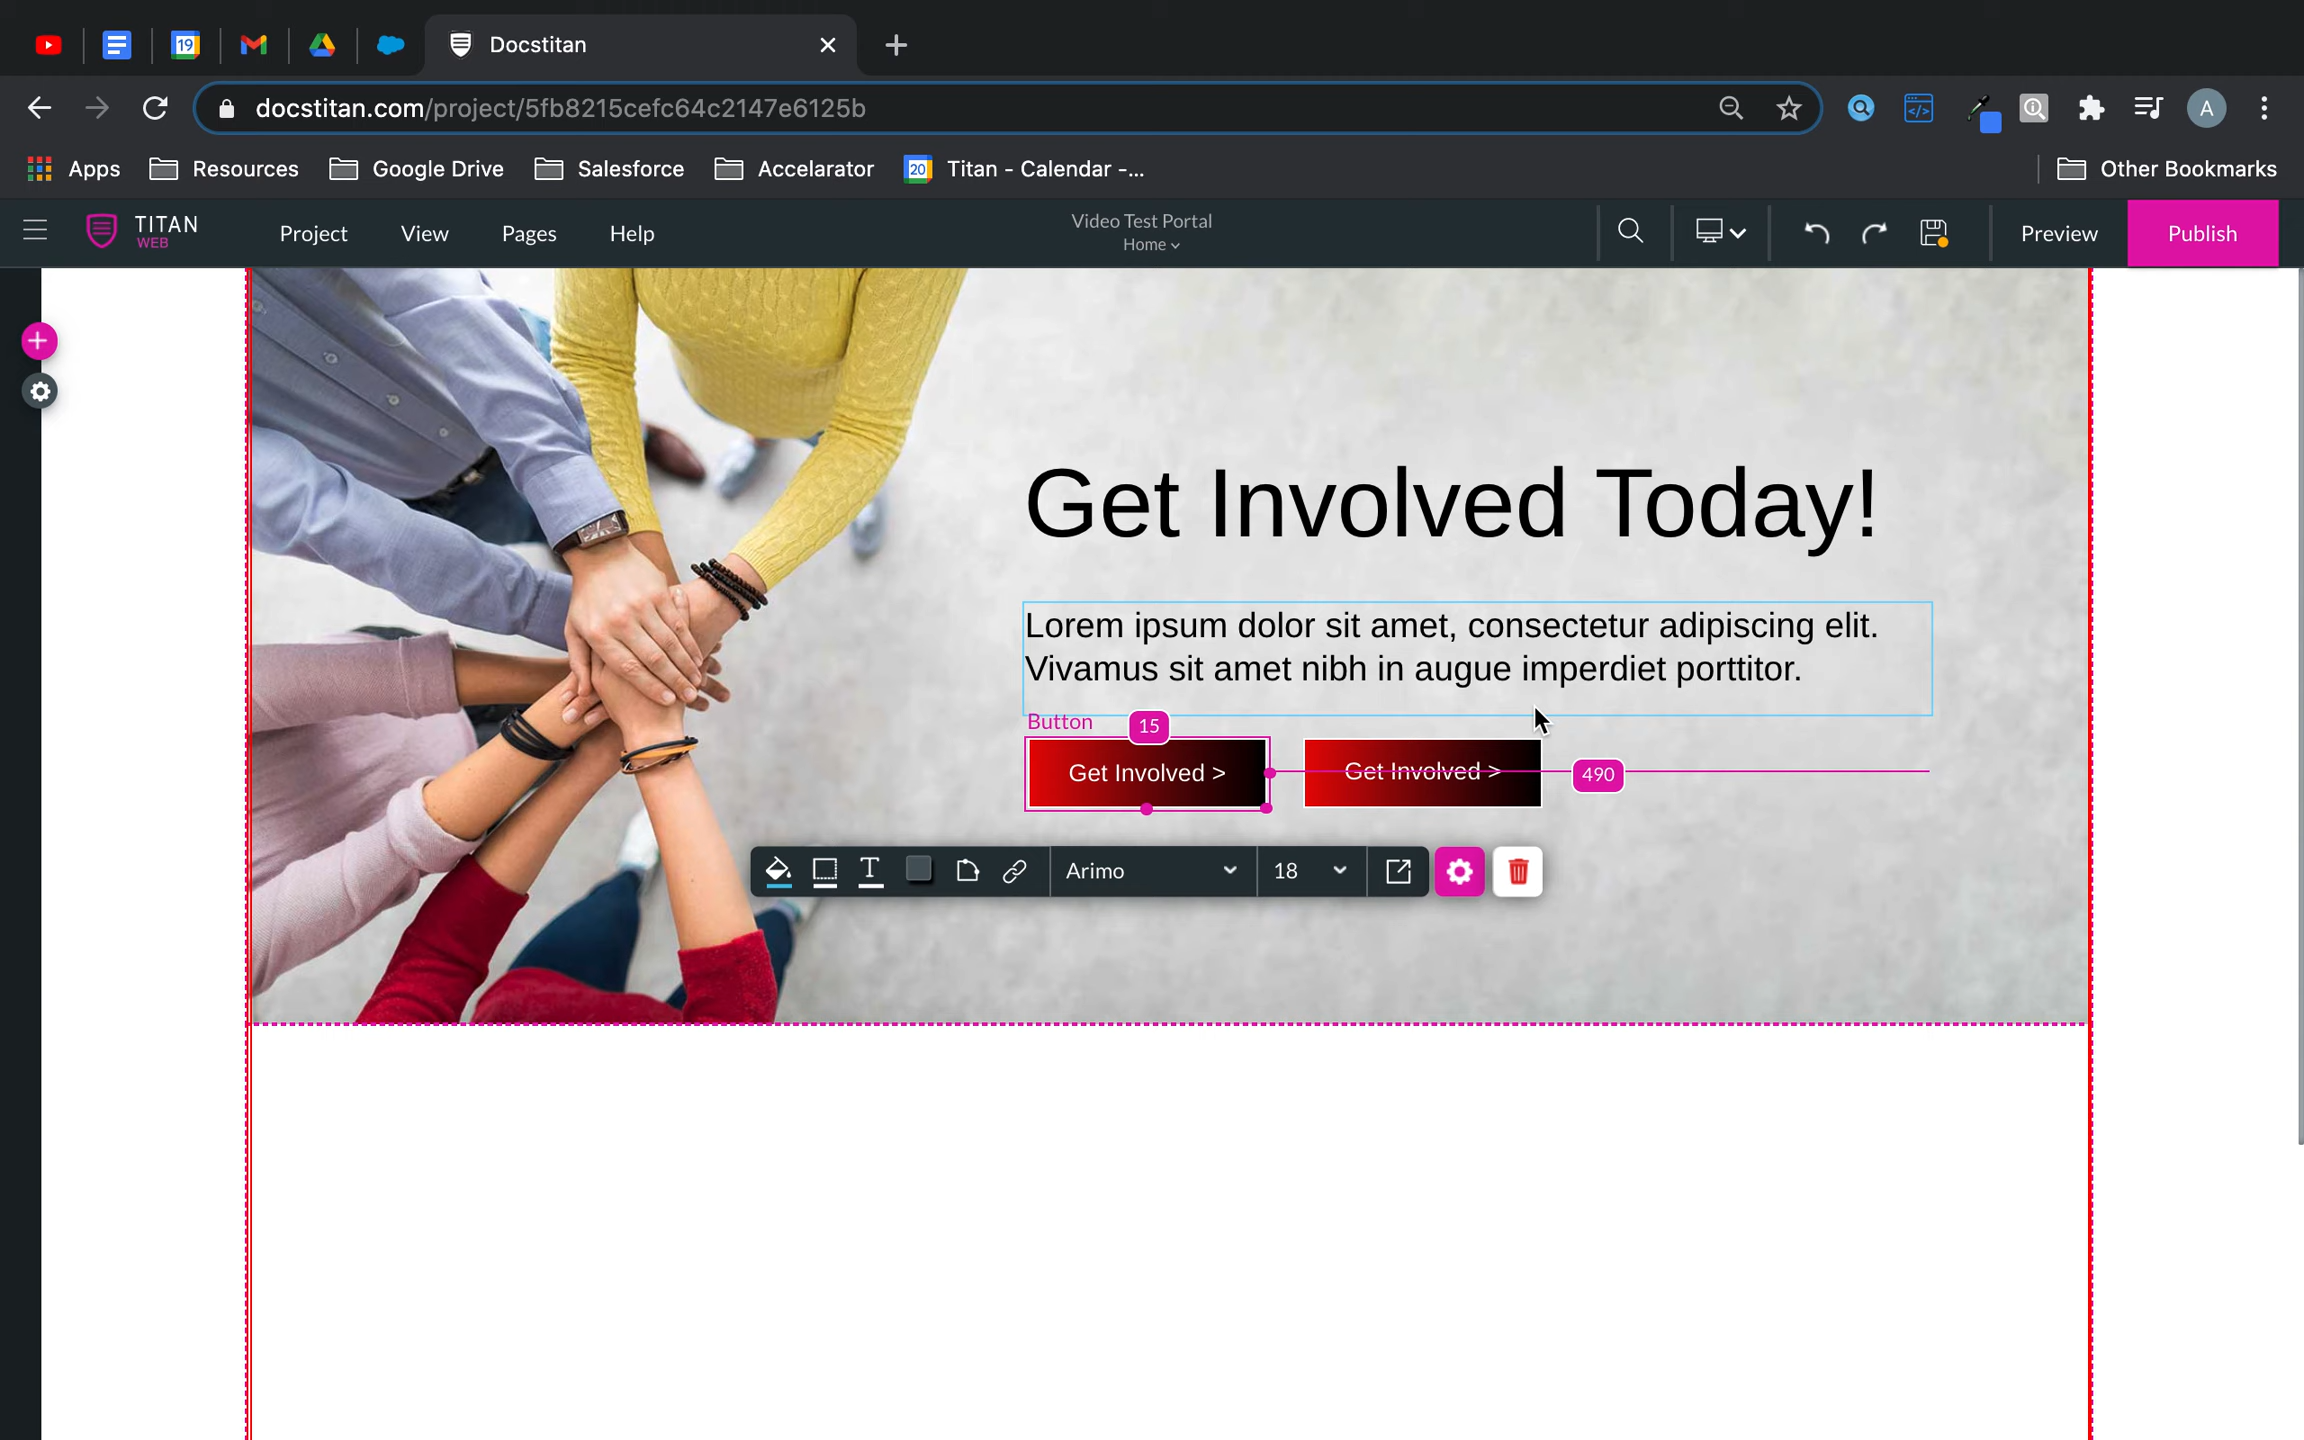 Docstitan
docstitan.com/project/5fb8215cefc64c2147e6125b
A
Apps
Resources
Google Drive
Salesforce
Accelarator
20
Titan - Calendar -...
Other Bookmarks
19
TITAN
WEB
Project
View
Pages
Help
Video Test Portal
Home
Preview
Publish
Get Involved Today!
Lorem ipsum dolor sit amet, consectetur adipiscing elit.
Vivamus sit amet nibh in augue imperdiet porttitor.
Button
15
Get Involved >
Get Involved >
490
Arimo
18